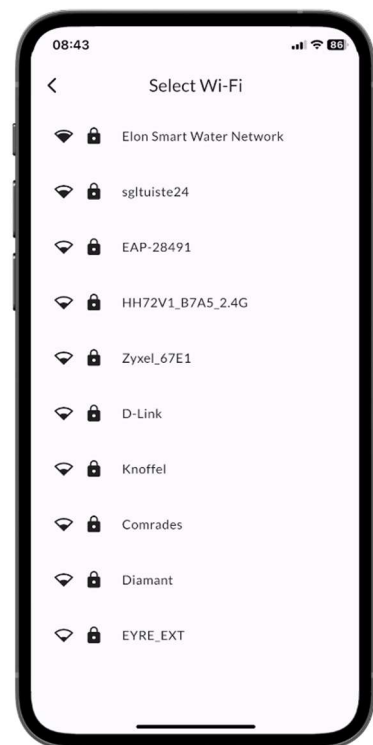 08:43
86
Select Wi-Fi
Elon Smart Water Network
sgltuiste24
EAP-28491
HH72V1_B7A5_2.4G
Zyxel_67E1
D-Link
Knoffel
Comrades
Diamant
EYRE_EXT